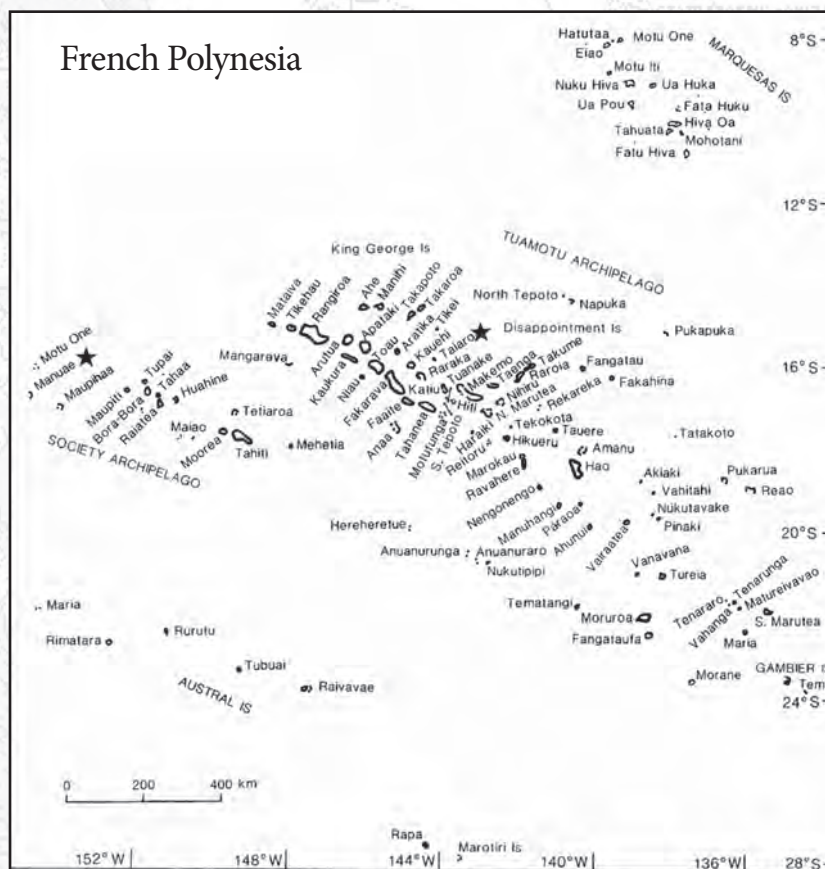 French Polynesia
Hatutaa
Motu One
Eiao
8°S
MARQUESAS IS
Motu Iti
Nuku Hiva
Ua Huka
Ua Pou
Fata Huku
Hiva Oa
Tahuata
Mohotani
Fatu Hiva
12°S
King George Is
TUAMOTU ARCHIPELAGO
Mataiva
Tikehau
Rangiroa
Ahe
Manihi
Takapoto
Takaroa
Tikei
North Tepoto
Napuka
Disappointment Is
Pukapuka
Motu One
Manuae
Maupihaa
Mangarava
Arutua
Apataki
Kaukura
Toau
Aratika
Kauehi
Taiaro
Raraka
Niau
Fakarava
Katiu
Tuanake
Makemo
Taenga
Takume
Raroia
Fangatau
16°S
Fakahina
Maupiti
Bora-Bora
Tupai
Tahaa
Raiatea
Huahine
Faaite
Anaa
Tahanea
Motutunga
S. Tepoto
Hiti
Haraiki
Nihiru
N. Marutea
Rekareka
Reitoru
Tekokota
Hikueru
Tauere
Tatakoto
Tetiaroa
Maiao
Moorea
Tahiti
Mehetia
SOCIETY ARCHIPELAGO
Marokau
Ravahere
Amanu
Hao
Akiaki
Pukarua
Vahitahi
Reao
Nukutavake
Pinaki
Nengonengo
Manuhangi
Paraoa
Ahunui
Vairaatea
20°S
Hereheretue
Anuanurunga
Anuanuraro
Nukutipipi
Vanavana
Tureia
Tematangi
Moruroa
Fangataufa
Tenararo
Tenarunga
Vahanga
Matureivavao
S. Marutea
Maria
Maria
Rimatara
Rurutu
Tubuai
Raivavae
AUSTRAL IS
Morane
GAMBIER I
Tem
24°S
0 200 400 km
Rapa
Marotiri Is
152°W 148°W 144°W 140°W 136°W 28°S